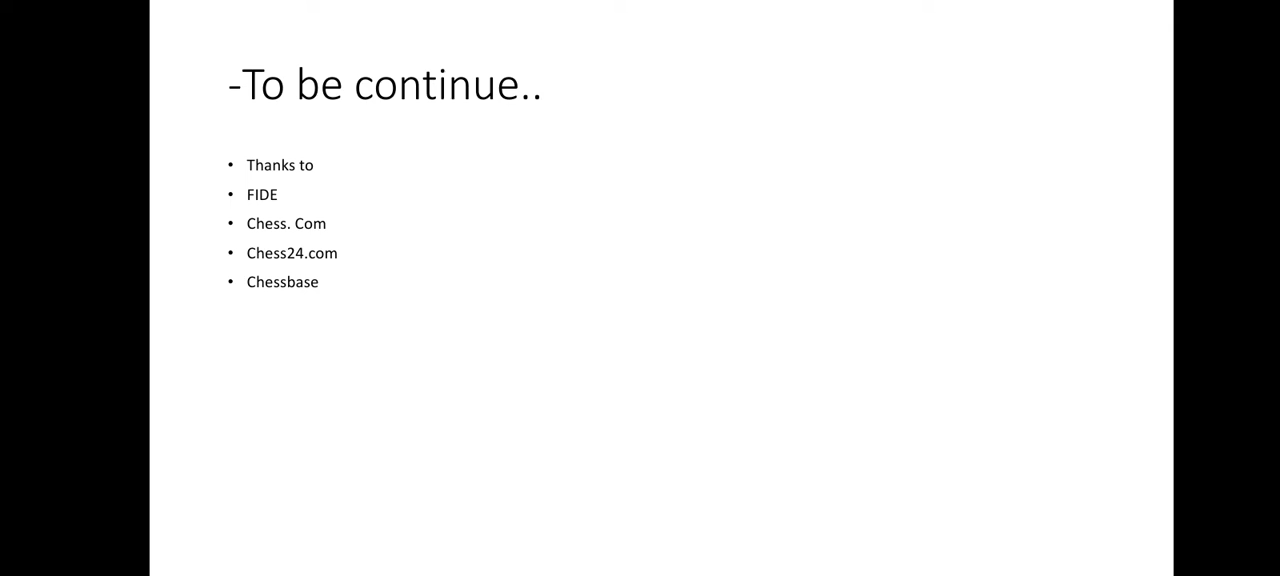 -To be continue..
• Thanks to
• FIDE
• Chess. Com
• Chess24.com
• Chessbase